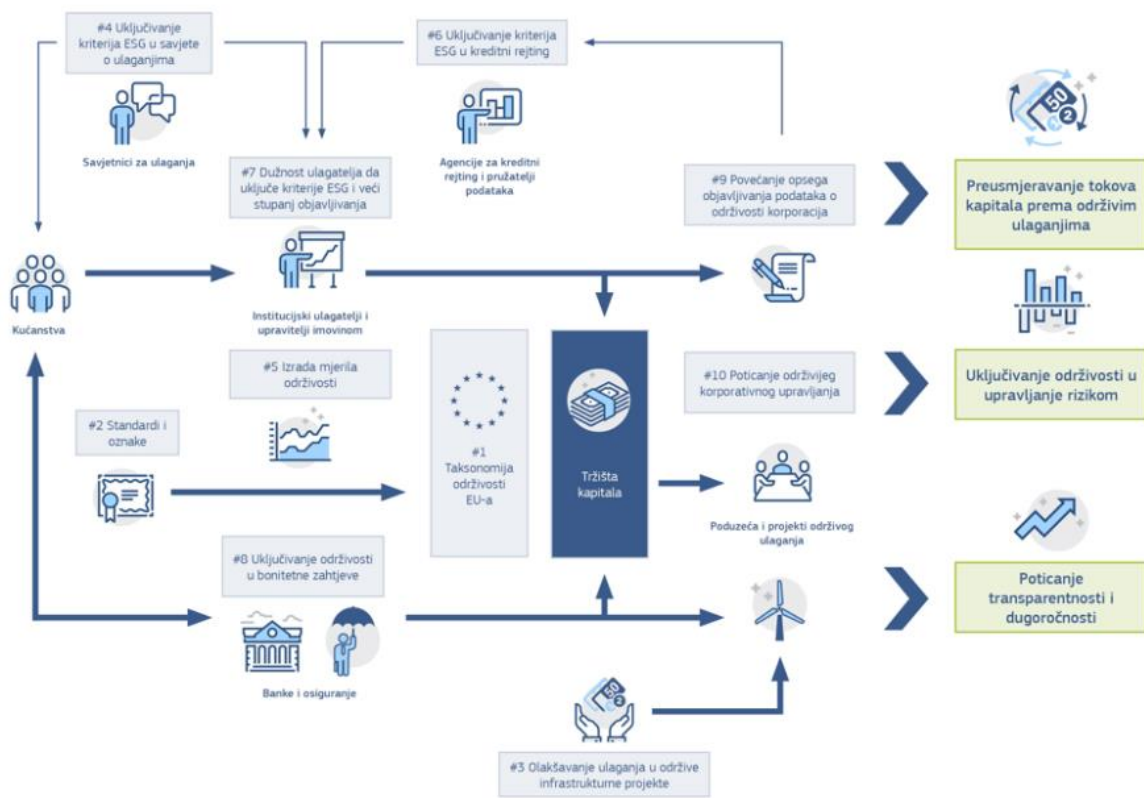 #4 Uključivanje
kriterija ESG u savjete
o ulaganjima
Savjetnici za ulaganja
#6 Uključivanje kriterija
ESG u kreditni rejting
Agencije za kreditni
rejting i pružatelji
podataka
#7 Dužnost ulagatelja da
uključe kriterije ESG i veći
stupanj objavljivanja
Institucijski ulagatelji i
upravitelji imovinom
#9 Povećanje opsega
objavljivanja podataka o
održivosti korporacija
50
2
Preusmjeravanje tokova
kapitala prema održivim
ulaganjima
Kućanstva
#5 Izrada mjerila
održivosti
#2 Standardi i
oznake
#1
Taksonomija
održivosti
EU-a
Tržišta
kapitala
#10 Poticanje održivijeg
korporativnog upravljanja
Uključivanje održivosti u
upravljanje rizikom
Poduzeća i projekti održivog
ulaganja
#8 Uključivanje održivosti
u bonitetne zahtjeve
Banke i osiguranje
Poticanje
transparentnosti i
dugoročnosti
50
2
#3 Olakšavanje ulaganja u održive
infrastrukturne projekte